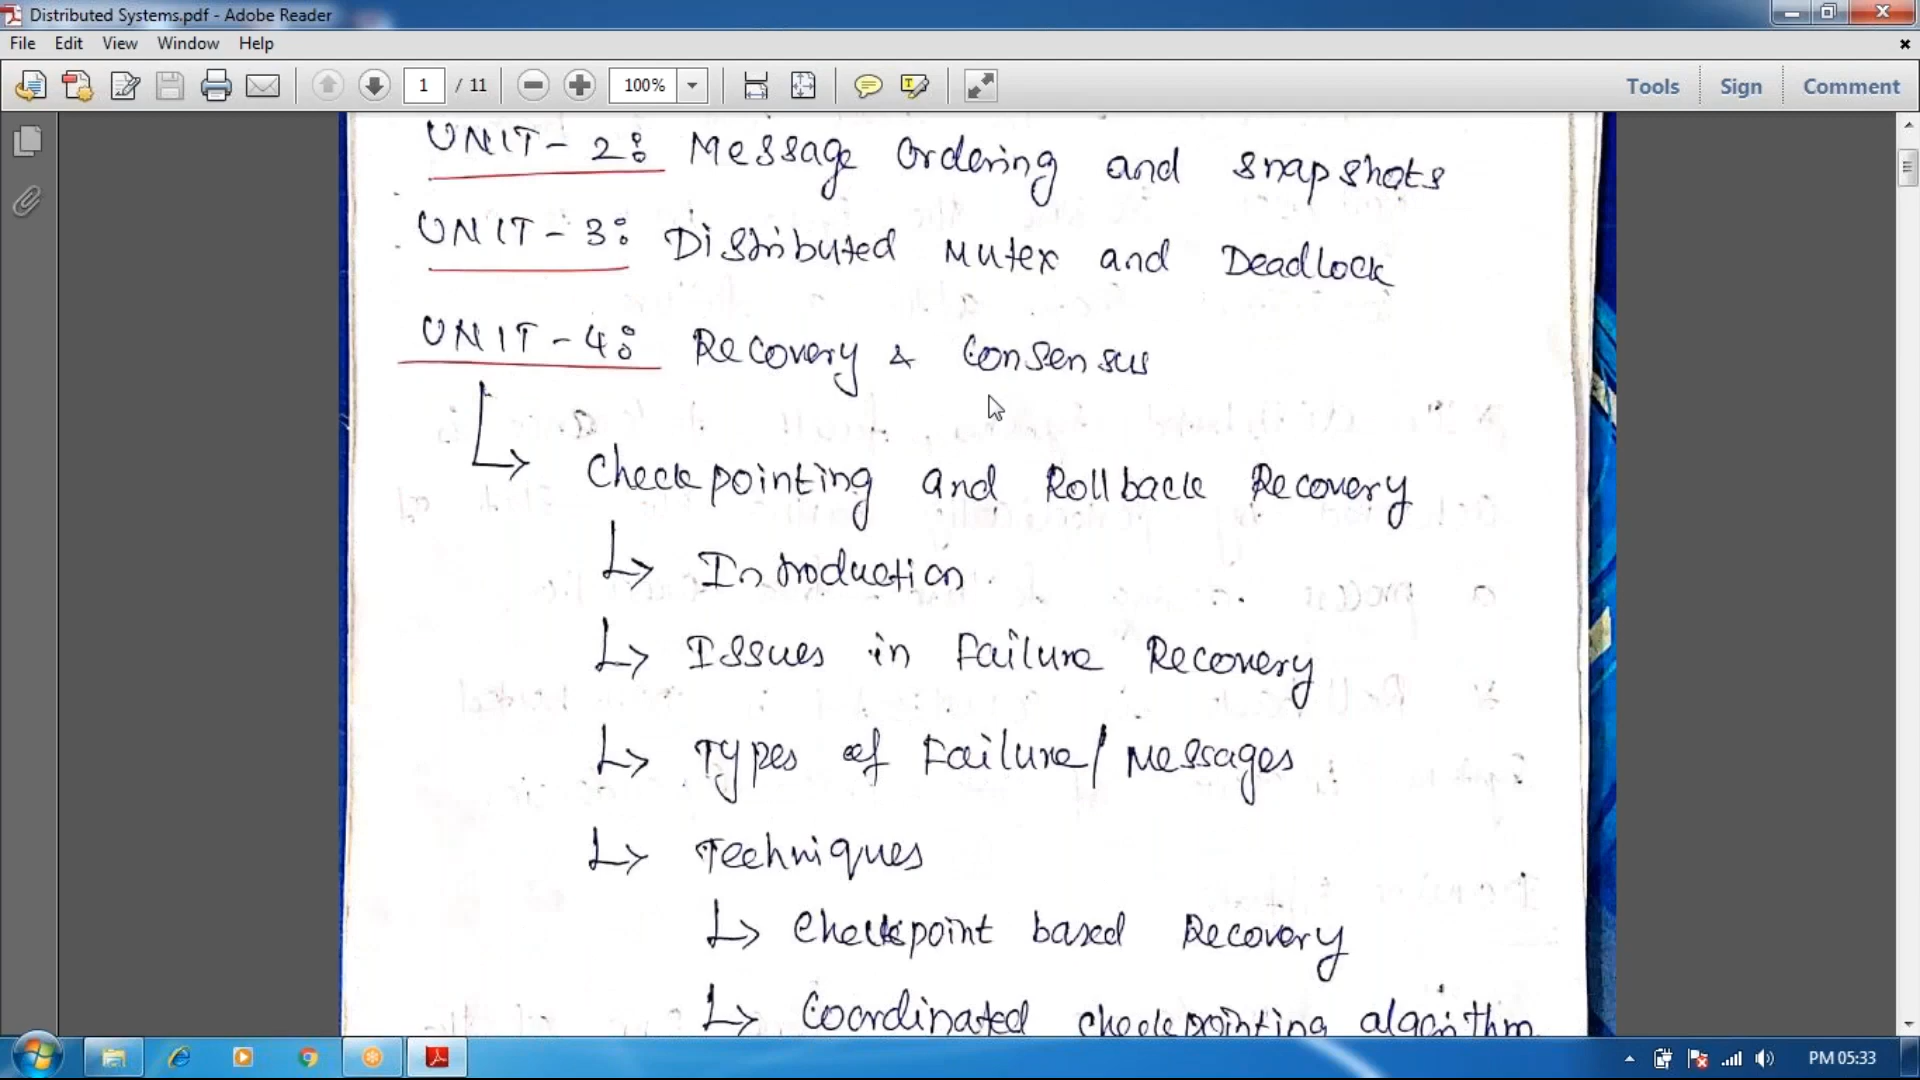 Distributed Systems.pdf - Adobe Reader
File Edit View Window Help
1 / 11 100% Tools Sign Comment
UNIT - 2: Message Ordering and snapshots
UNIT - 3: Distributed Mutex and Deadlock
UNIT - 4: Recovery & Consensus
Checkpointing and Rollback Recovery
Introduction
Issues in Failure Recovery
Types of Failure/Messages
Techniques
Checkpoint based Recovery
Coordinated checkpointing algorithm
PM 05:33